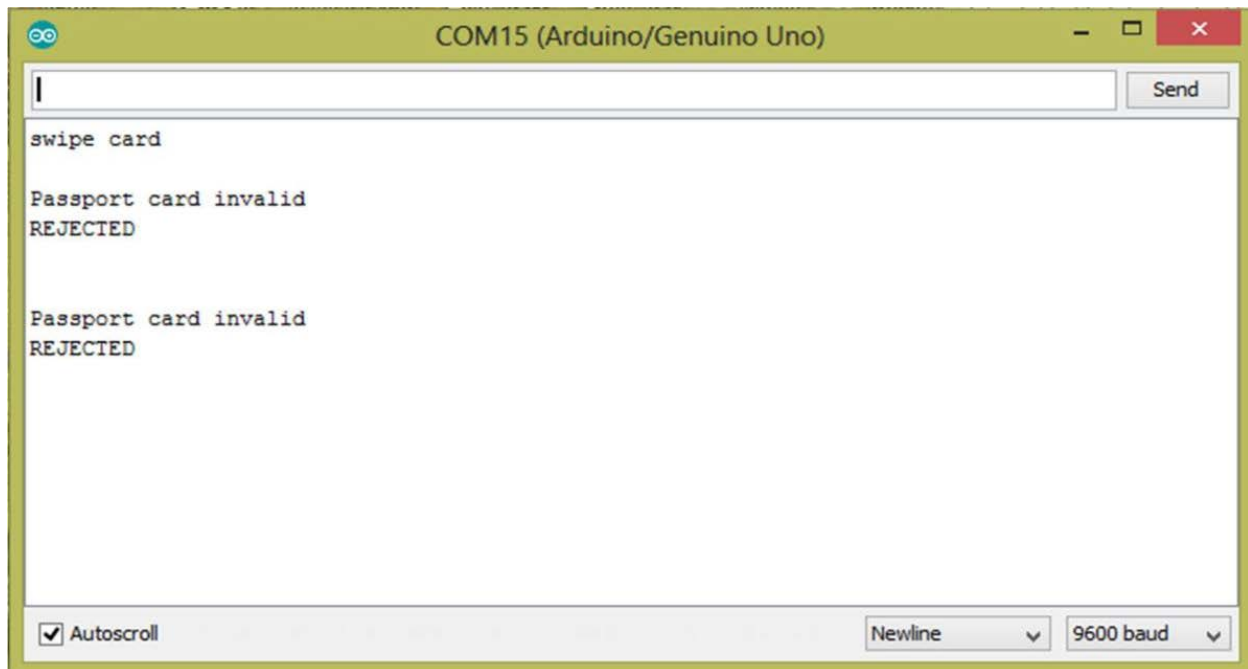 COM15 (Arduino/Genuino Uno)
Send
swipe card
Passport card invalid
REJECTED
Passport card invalid
REJECTED
Autoscroll
Newline
9600 baud